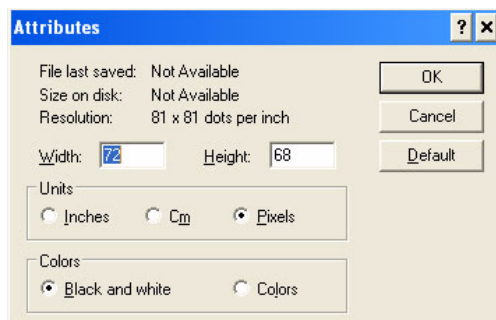 Attributes
File last saved: Not Available
Size on disk: Not Available
Resolution: 81 x 81 dots per inch
Width: 72 Height: 68
OK
Cancel
Default
Units
Inches Cm Pixels
Colors
Black and white Colors